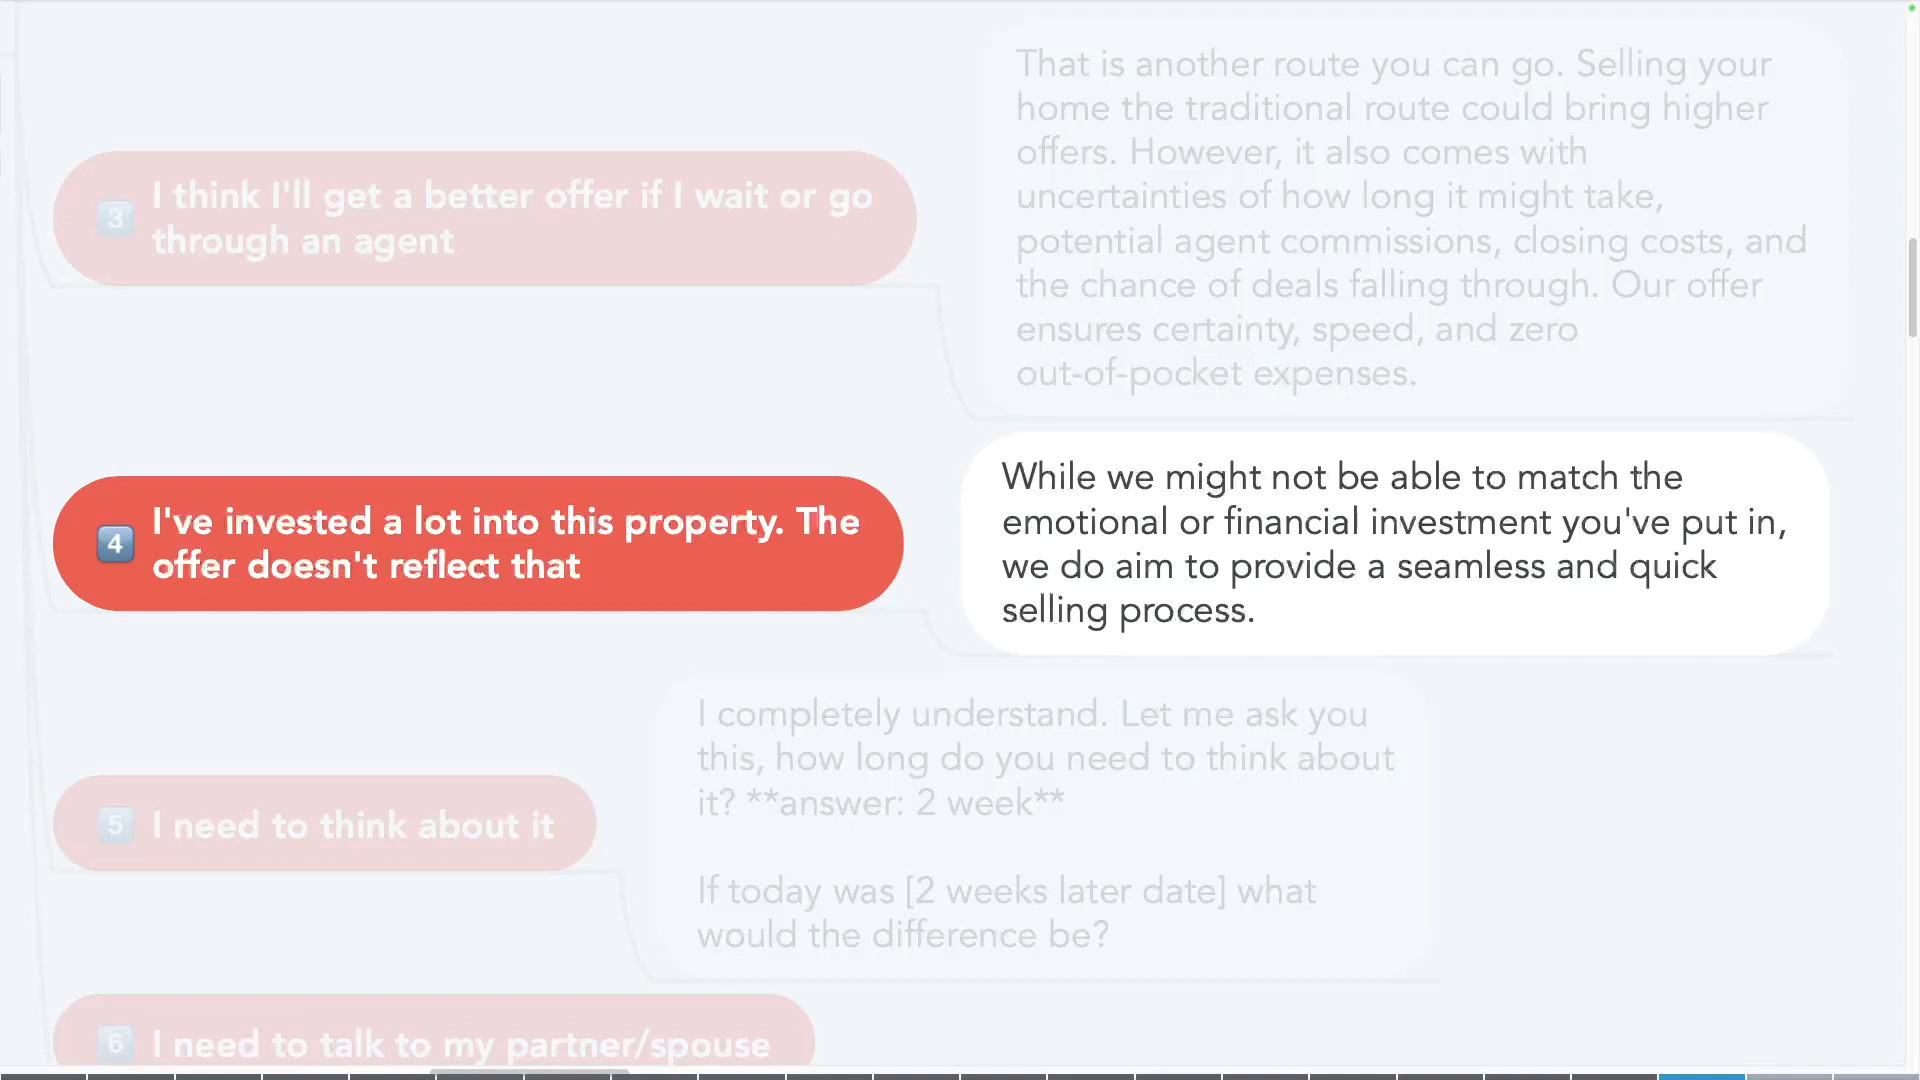 That is another route you can go. Selling your
home the traditional route could bring higher
offers. However, it also comes with
uncertainties of how long it might take,
potential agent commissions, closing costs, and
the chance of deals falling through. Our offer
ensures certainty, speed, and zero
out-of-pocket expenses.
3 I think I'll get a better offer if I wait or go
through an agent
4 I've invested a lot into this property. The
offer doesn't reflect that
While we might not be able to match the
emotional or financial investment you've put in,
we do aim to provide a seamless and quick
selling process.
5 I need to think about it
I completely understand. Let me ask you
this, how long do you need to think about
it? **answer: 2 week**
If today was [2 weeks later date] what
would the difference be?
6 I need to talk to my partner/spouse